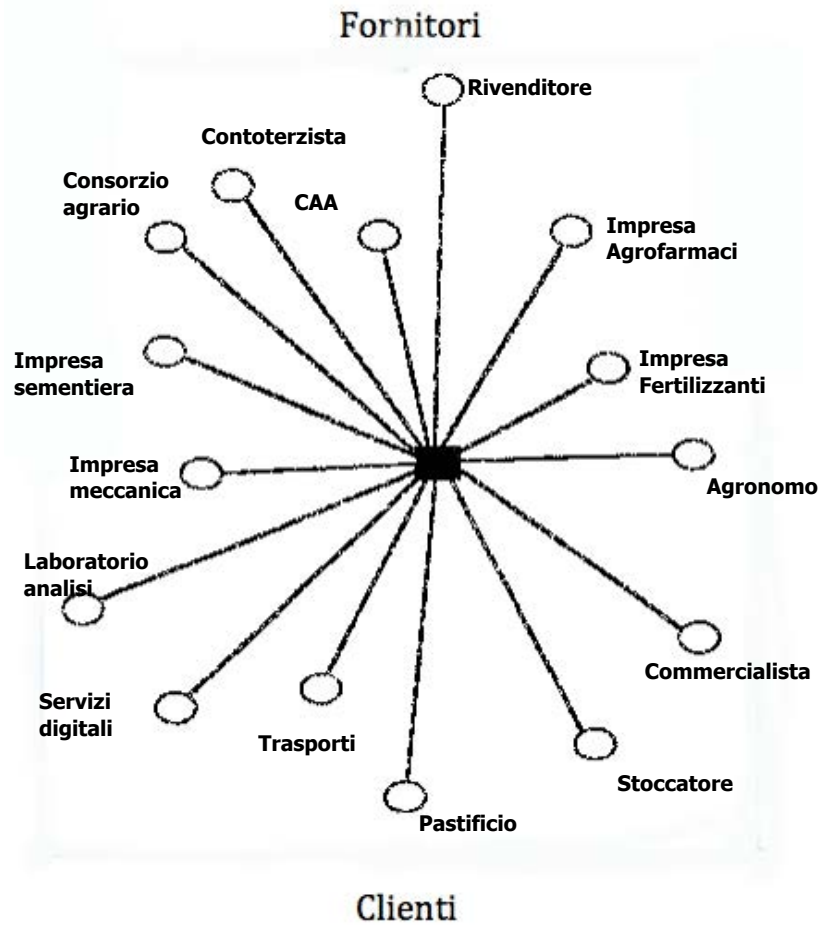 Fornitori
Rivenditore
Contoterzista
Consorzio
agrario
CAA
Impresa
Agrofarmaci
Impresa
sementiera
Impresa
Fertilizzanti
Impresa
meccanica
Agronomo
Laboratorio
analisi
Commercialista
Servizi
digitali
Trasporti
Stoccatore
Pastificio
Clienti